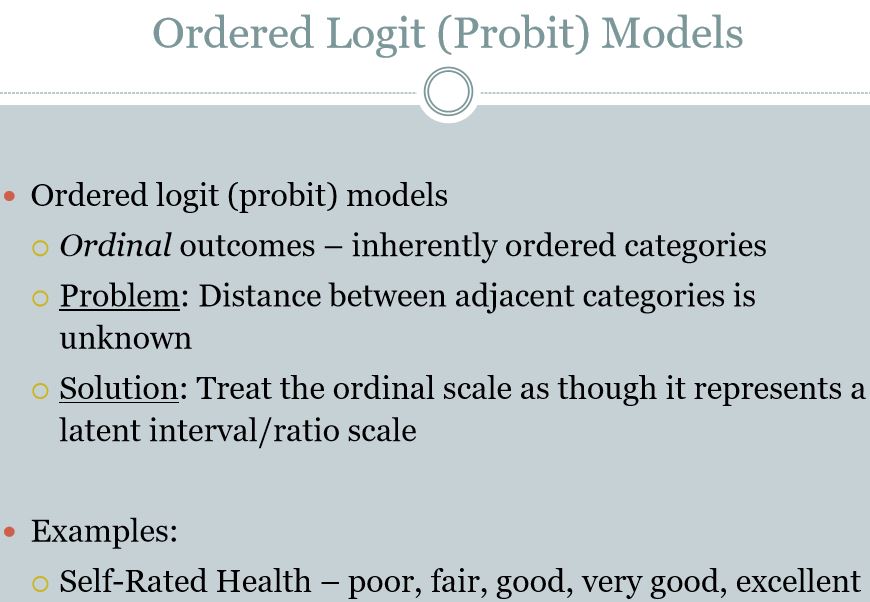 Ordered Logit (Probit) Models
Ordered logit (probit) models
Ordinal outcomes – inherently ordered categories
Problem: Distance between adjacent categories is
unknown
Solution: Treat the ordinal scale as though it represents a
latent interval/ratio scale
Examples:
Self-Rated Health – poor, fair, good, very good, excellent